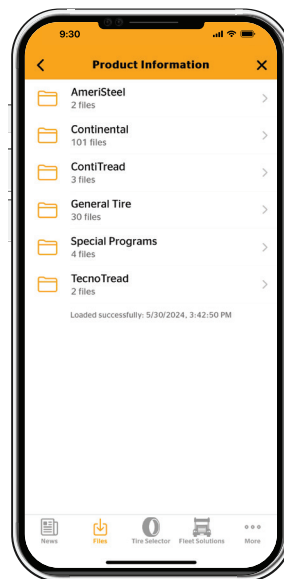 9:30
Product Information
AmeriSteel
2 files
Continental
101 files
ContiTread
3 files
General Tire
30 files
Special Programs
4 files
TecnoTread
2 files
Loaded successfully: 5/30/2024, 3:42:50 PM
News Files Tire Selector Fleet Solutions More